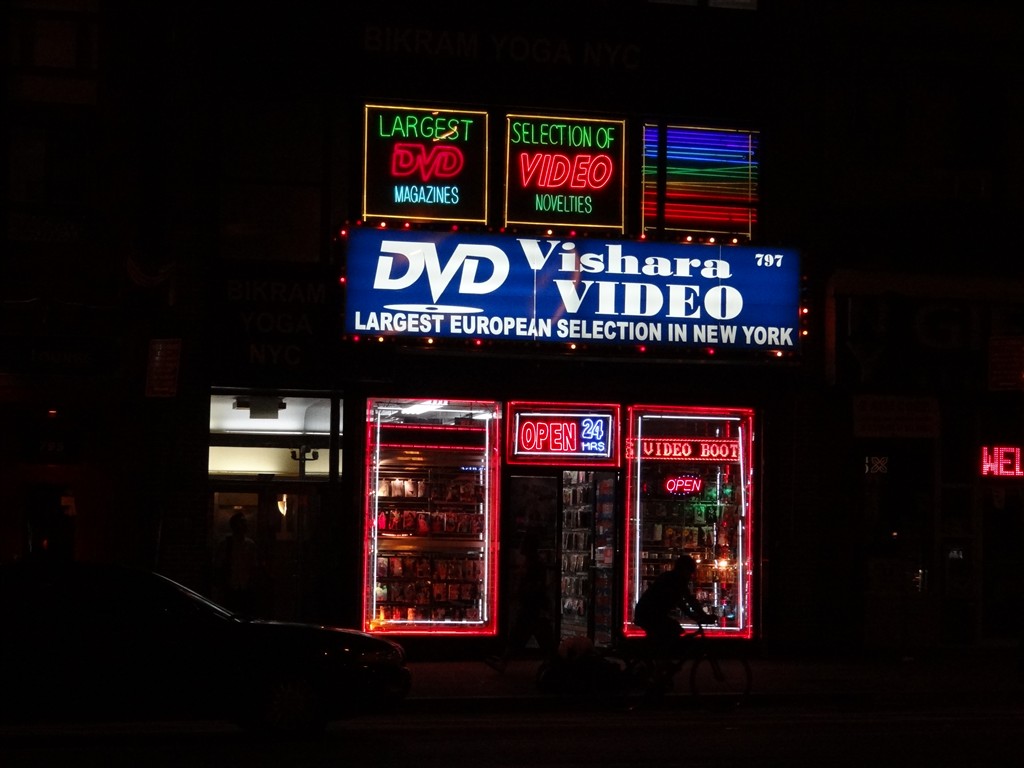 BIKRAM YOGA NYC
LARGEST
DVD
MAGAZINES
SELECTION OF
VIDEO
NOVELTIES
DVD
Vishara
VIDEO
797
LARGEST EUROPEAN SELECTION IN NEW YORK
BIKRAM
YOGA
NYC
OPEN
24
HRS
VIDEO BOOT
OPEN
WEL